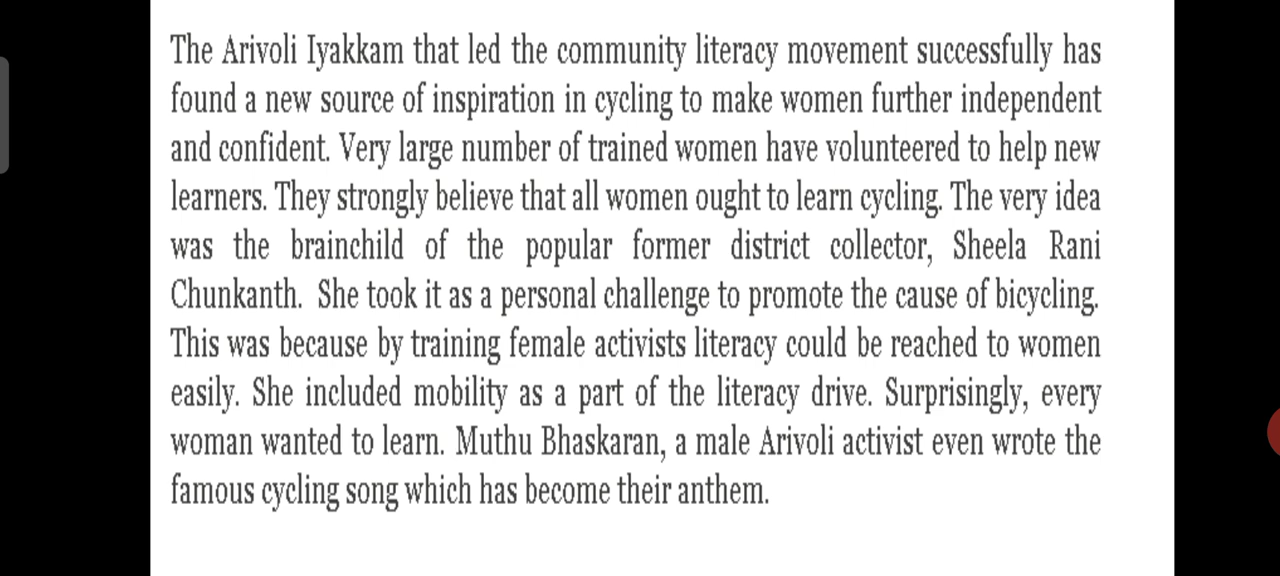 The Arivoli Iyakkam that led the community literacy movement successfully has
found a new source of inspiration in cycling to make women further independent
and confident. Very large number of trained women have volunteered to help new
learners. They strongly believe that all women ought to learn cycling. The very idea
was the brainchild of the popular former district collector, Sheela Rani
Chunkanth. She took it as a personal challenge to promote the cause of bicycling.
This was because by training female activists literacy could be reached to women
easily. She included mobility as a part of the literacy drive. Surprisingly, every
woman wanted to learn. Muthu Bhaskaran, a male Arivoli activist even wrote the
famous cycling song which has become their anthem.